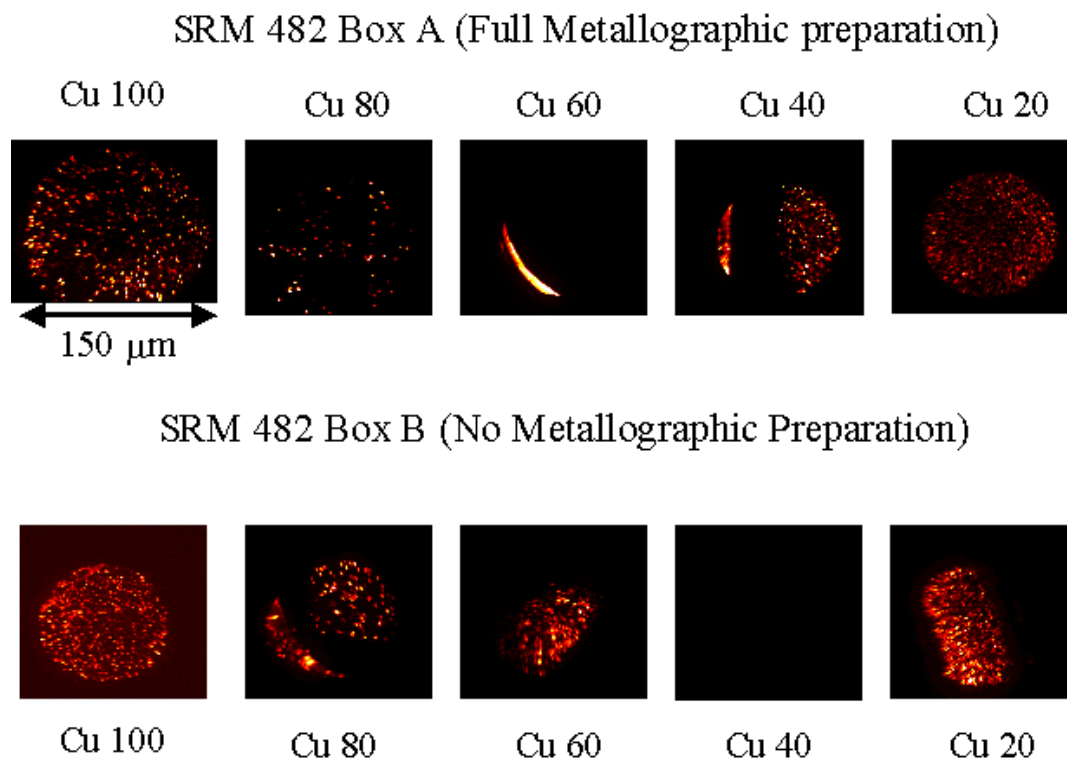 SRM 482 Box A (Full Metallographic preparation)
Cu 100 Cu 80 Cu 60 Cu 40 Cu 20
150 μm
SRM 482 Box B (No Metallographic Preparation)
Cu 100 Cu 80 Cu 60 Cu 40 Cu 20